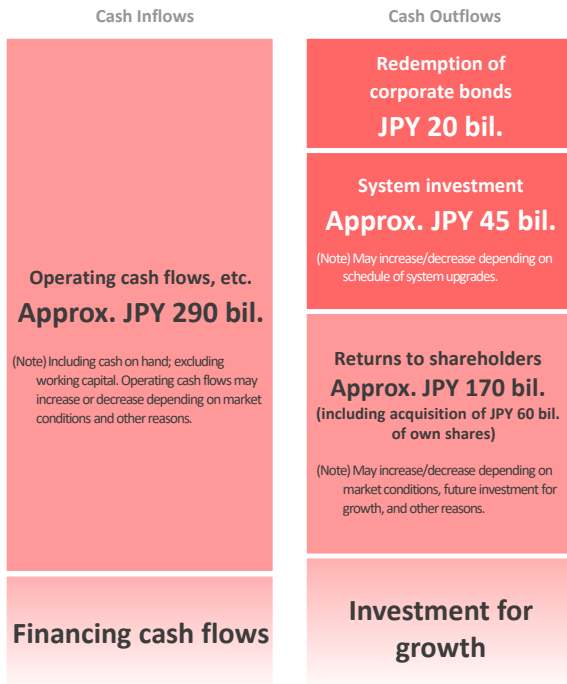 Cash Inflows
Operating cash flows, etc.
Approx. JPY 290 bil.
(Note) Including cash on hand; excluding
working capital. Operating cash flows may
increase or decrease depending on market
conditions and other reasons.
Financing cash flows
Cash Outflows
Redemption of
corporate bonds
JPY 20 bil.
System investment
Approx. JPY 45 bil.
(Note) May increase/decrease depending on
schedule of system upgrades.
Returns to shareholders
Approx. JPY 170 bil.
(including acquisition of JPY 60 bil.
of own shares)
(Note) May increase/decrease depending on
market conditions, future investment for
growth, and other reasons.
Investment for
growth